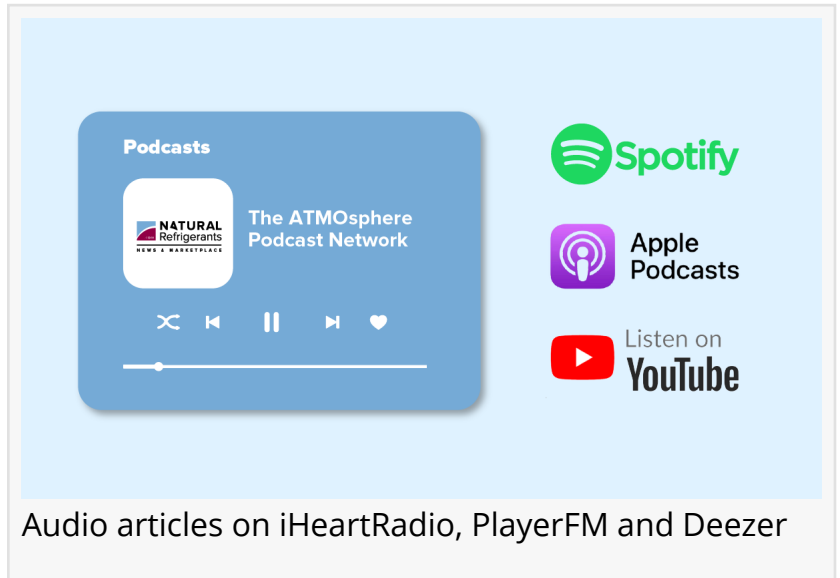 Podcasts
NATURAL
Refrigerants
NEWS & MARKETPLACE
The ATMOsphere
Podcast Network
Spotify
Apple
Podcasts
Listen on
YouTube
Audio articles on iHeartRadio, PlayerFM and Deezer